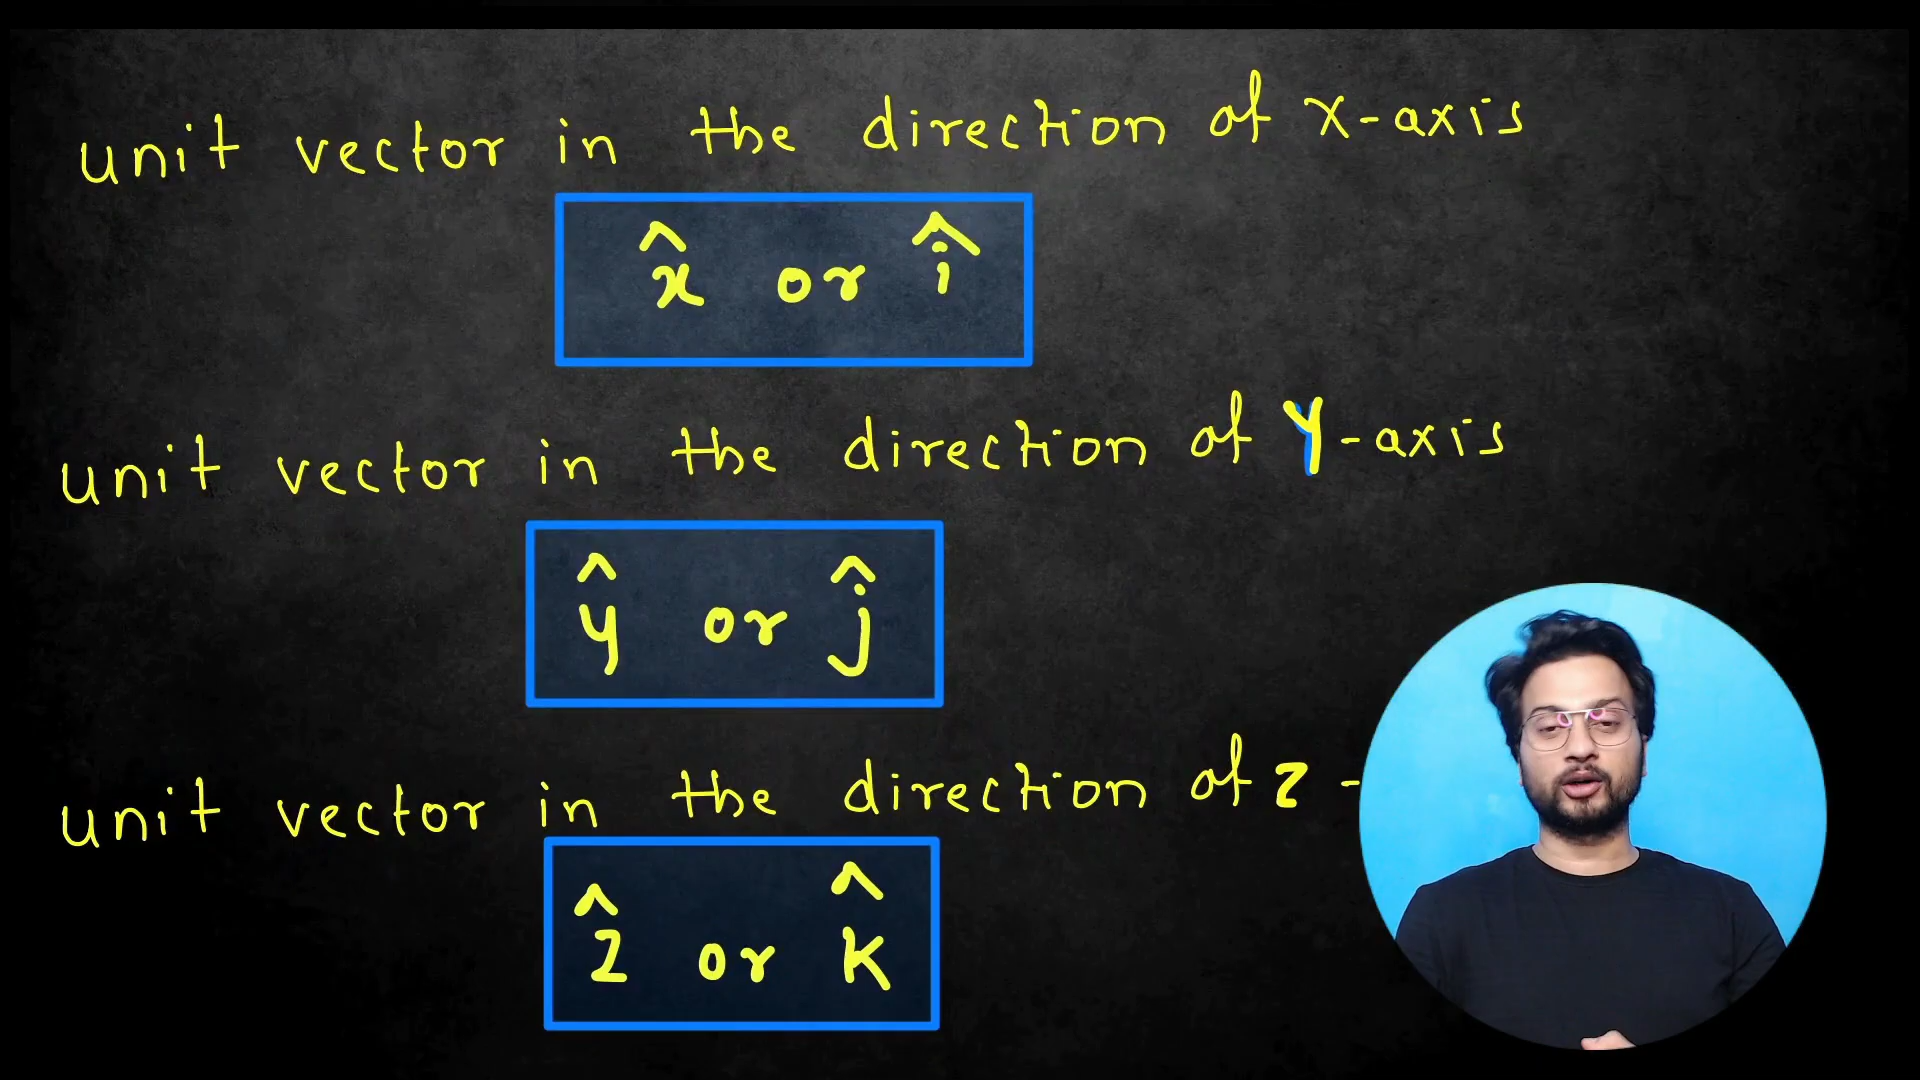 unit vector in the direction of x-axis
x̂ or î
unit vector in the direction of Y-axis
ŷ or ĵ
unit vector in the direction of z -
ẑ or k̂